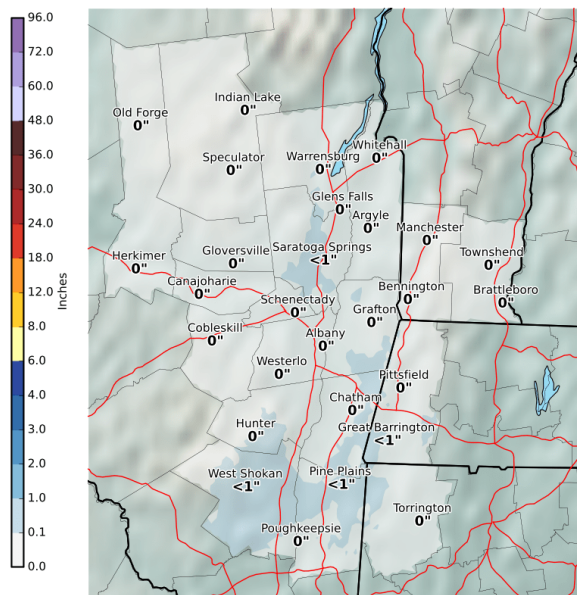 96.0
72.0
60.0
48.0
36.0
30.0
24.0
18.0
12.0
8.0
6.0
4.0
3.0
2.0
1.0
0.1
0.0
Inches
Indian Lake
0"
Old Forge
0"
Whitehall
0"
Speculator
0"
Warrensburg
0"
Glens Falls
0"
Argyle
0"
Manchester
0"
Saratoga Springs
<1"
Gloversville
0"
Herkimer
0"
Townshend
0"
Canajoharie
0"
Bennington
0"
Brattleboro
0"
Schenectady
0"
Grafton
0"
Cobleskill
0"
Albany
0"
Westerlo
0"
Pittsfield
0"
Chatham
0"
Hunter
0"
Great Barrington
<1"
West Shokan
<1"
Pine Plains
<1"
Torrington
0"
Poughkeepsie
0"